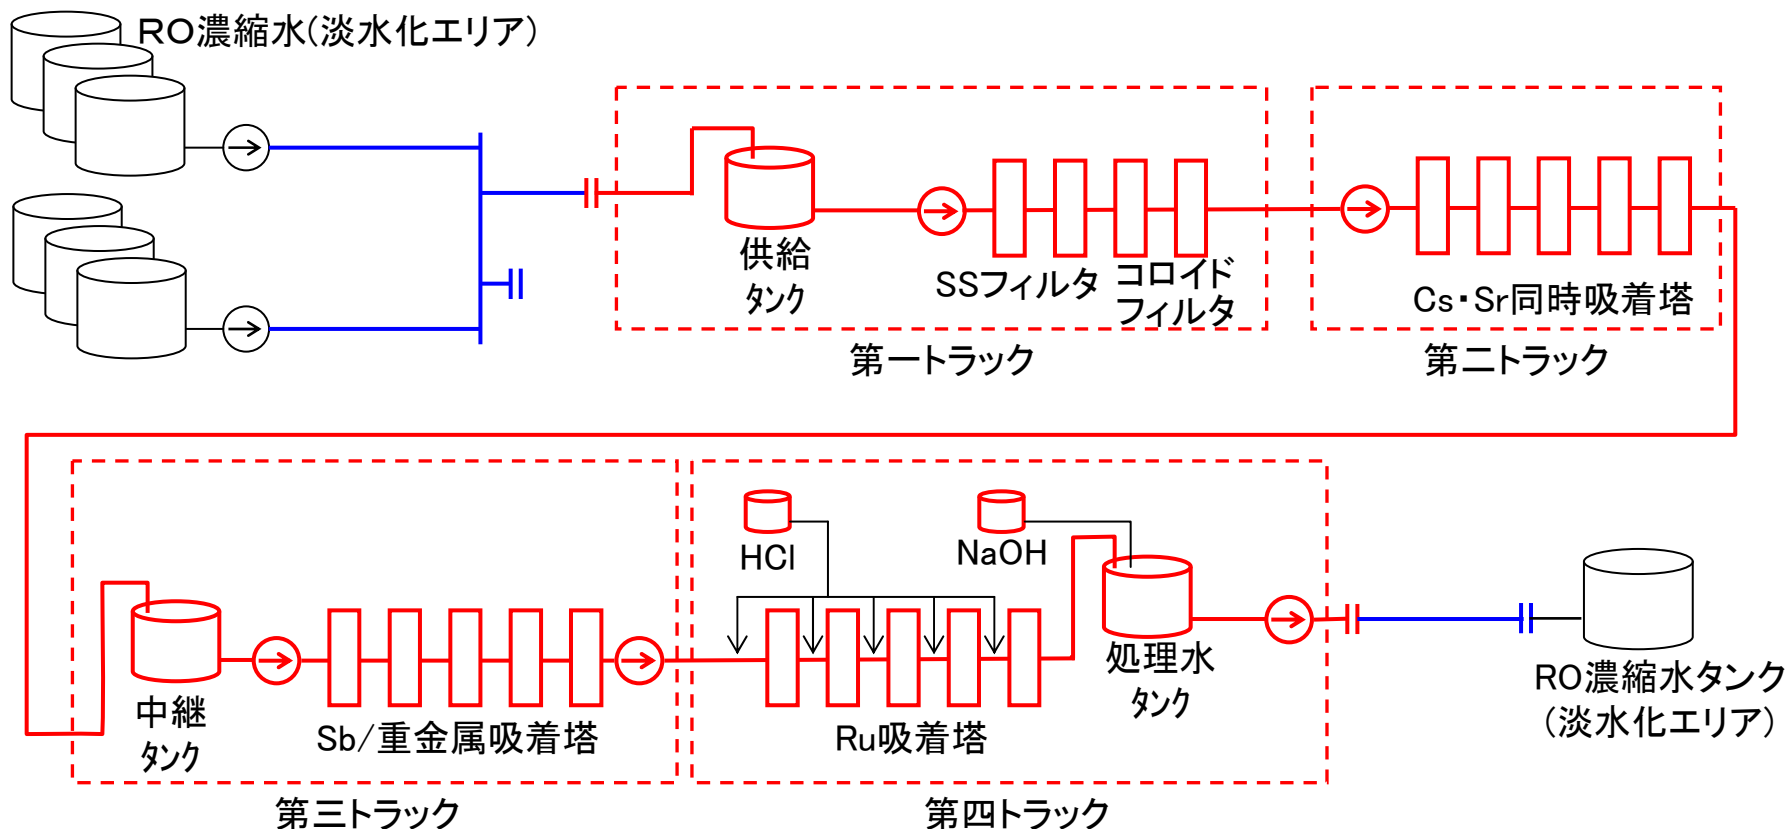 RO濃縮水(淡水化エリア)
供給
タンク
SSフィルタ
コロイド
フィルタ
Cs・Sr同時吸着塔
第一トラック
第二トラック
HCl
NaOH
中継
タンク
Sb/重金属吸着塔
Ru吸着塔
処理水
タンク
RO濃縮水タンク
(淡水化エリア)
第三トラック
第四トラック